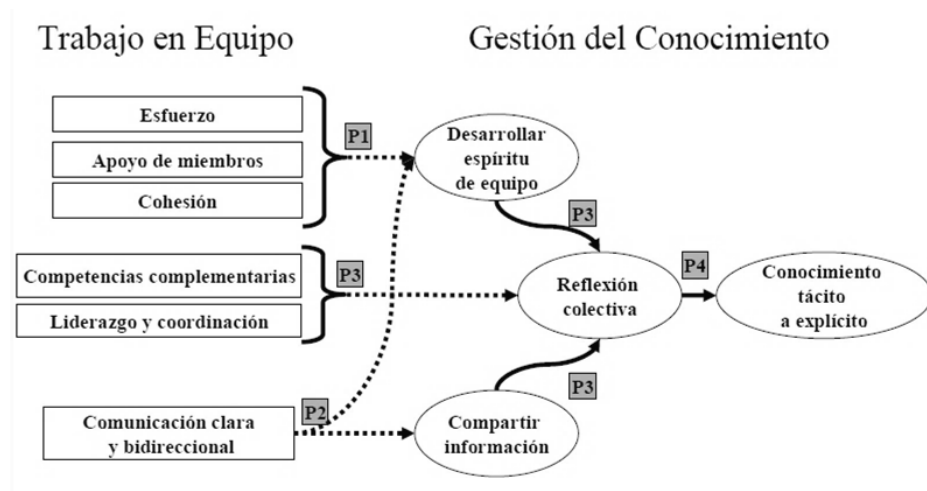 Trabajo en Equipo
Gestión del Conocimiento
Esfuerzo
Apoyo de miembros
Cohesión
P1
Desarrollar
espíritu
de equipo
P3
Competencias complementarias
Liderazgo y coordinación
P3
Reflexión
colectiva
P4
Conocimiento
tácito
a explícito
Comunicación clara
y bidireccional
P2
Compartir
información
P3